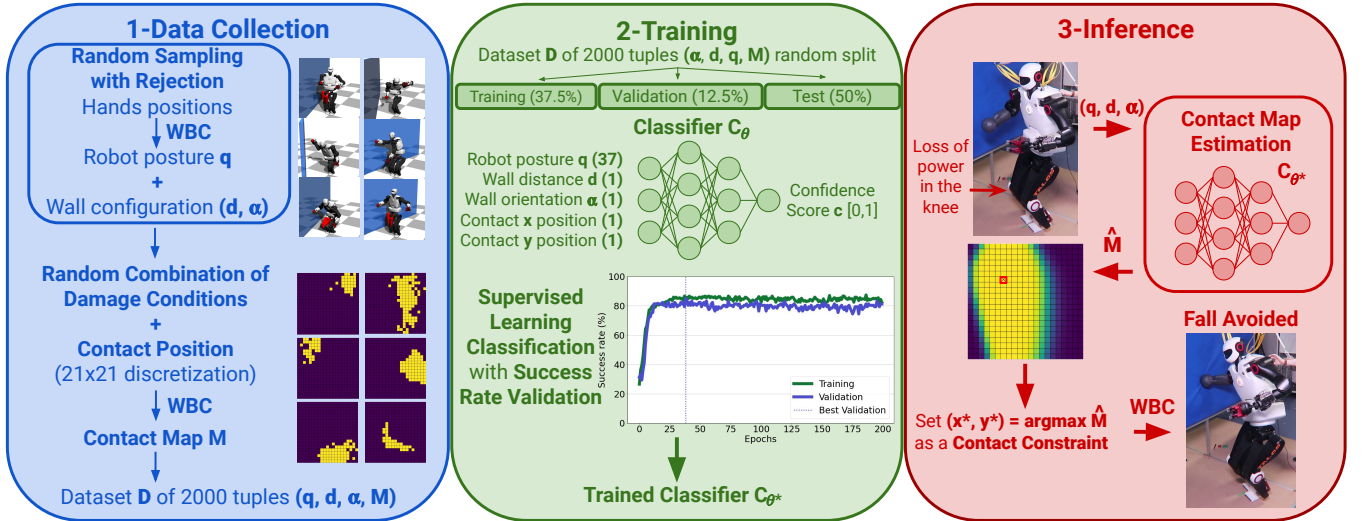 1-Data Collection
Random Sampling
with Rejection
Hands positions
WBC
Robot posture q
+
Wall configuration (d, α)
Random Combination of
Damage Conditions
+
Contact Position
(21x21 discretization)
WBC
Contact Map M
Dataset D of 2000 tuples (q, d, α, M)
2-Training
Dataset D of 2000 tuples (α, d, q, M) random split
Training (37.5%)
Validation (12.5%)
Test (50%)
Classifier Cθ
Robot posture q (37)
Wall distance d (1)
Wall orientation α (1)
Contact x position (1)
Contact y position (1)
Confidence
Score c [0,1]
Supervised
Learning
Classification
with Success
Rate Validation
Success rate (%)
100
80
60
40
20
0
0 25 50 75 100 125 150 175 200
Epochs
Training
Validation
Best Validation
Trained Classifier Cθ*
3-Inference
Loss of
power
in the
knee
(q, d, α)
Contact Map
Estimation
Cθ*
M̂
Set (x*, y*) = argmax M̂
as a Contact Constraint
WBC
Fall Avoided